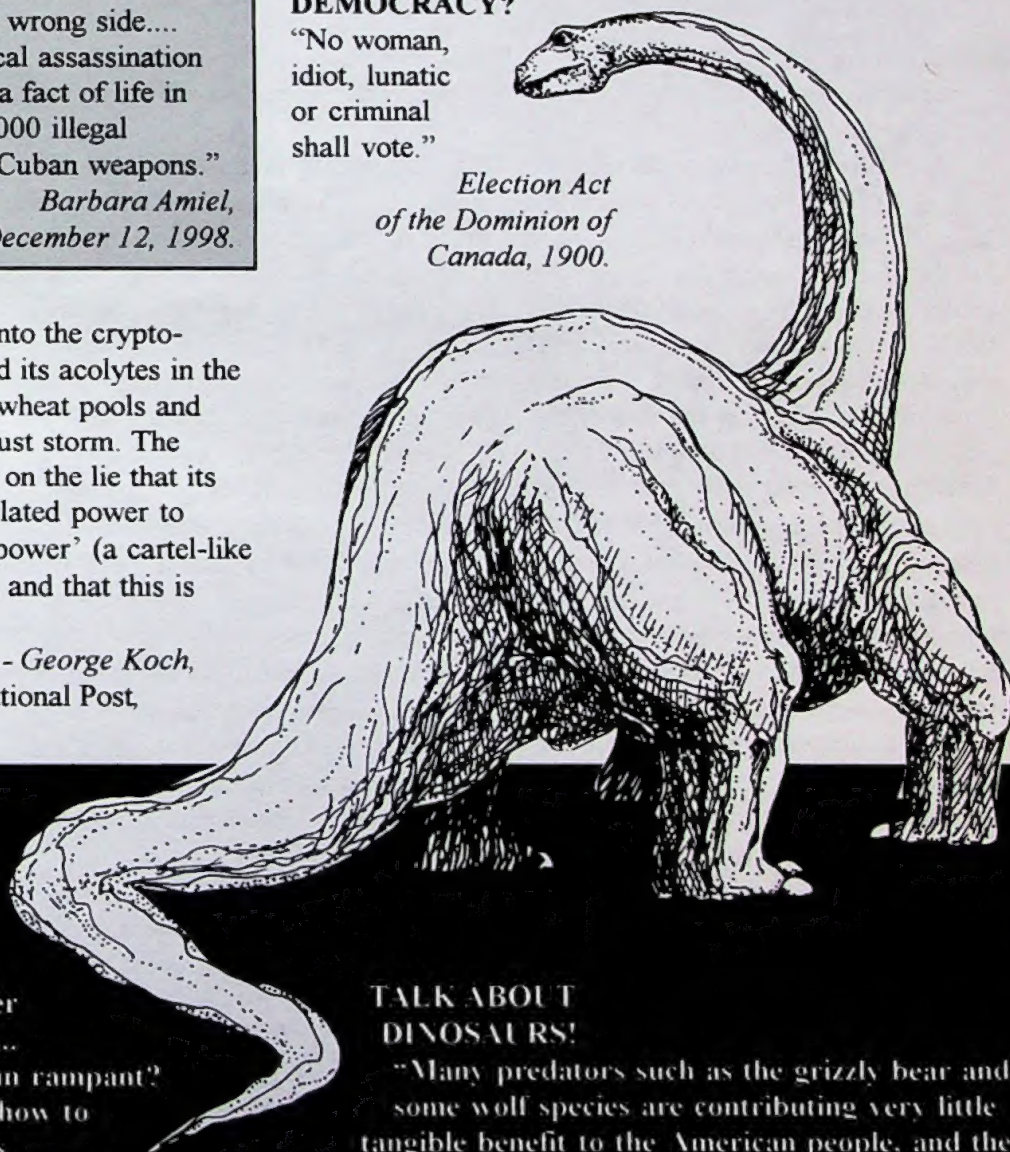 wrong side....
cal assassination
a fact of life in
000 illegal
Cuban weapons."
Barbara Amiel,
December 12, 1998.
nto the crypto-
d its acolytes in the
wheat pools and
ust storm. The
on the lie that its
lated power to
power' (a cartel-like
and that this is
- George Koch,
tional Post,
er
...
un rampant?
how to
DEMOCRACY?
"No woman,
idiot, lunatic
or criminal
shall vote."
Election Act
of the Dominion of
Canada, 1900.
TALK ABOUT
DINOSAURS!
"Many predators such as the grizzly bear and
some wolf species are contributing very little
tangible benefit to the American people, and the